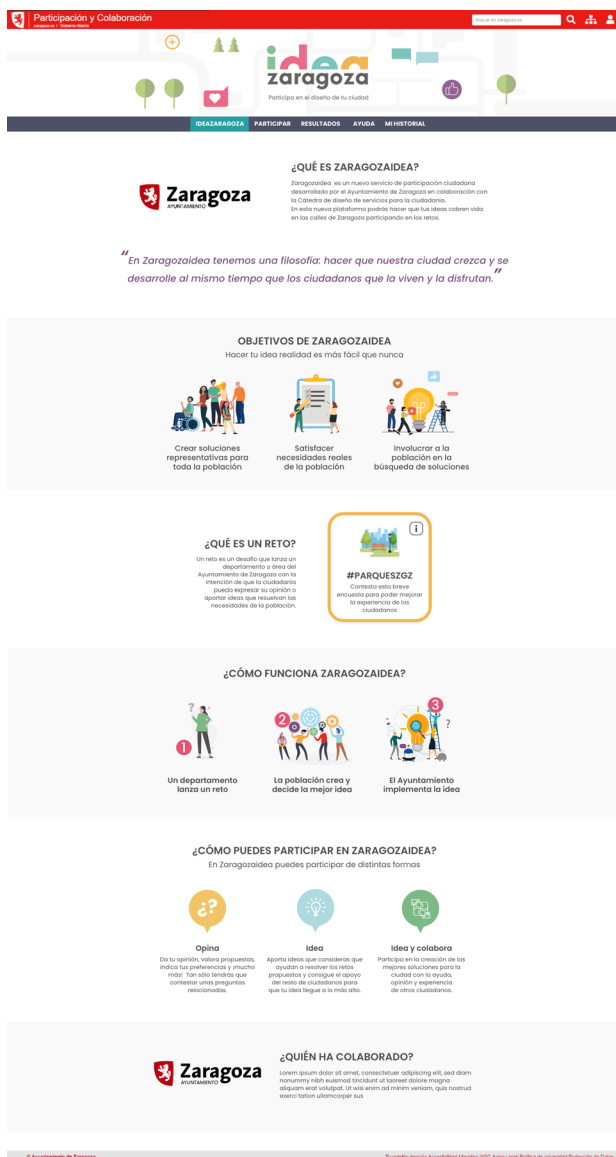 Participación y Colaboración
zaragoza.es / Gobierno Abierto
Buscar en zaragoza.es
idea
zaragoza
Participa en el diseño de tu ciudad
IDEAZARAGOZA PARTICIPAR RESULTADOS AYUDA MI HISTORIAL
¿QUÉ ES ZARAGOZAIDEA?
Zaragoza
AYUNTAMIENTO
Zaragozaidea es un nuevo servicio de participación ciudadana
desarrollado por el Ayuntamiento de Zaragoza en colaboración con
la Cátedra de diseño de servicios para la ciudadanía.
En esta nueva plataforma podrás hacer que tus ideas cobren vida
en las calles de Zaragoza participando en los retos.
“En Zaragozaidea tenemos una filosofía: hacer que nuestra ciudad crezca y se
desarrolle al mismo tiempo que los ciudadanos que la viven y la disfrutan.”
OBJETIVOS DE ZARAGOZAIDEA
Hacer tu idea realidad es más fácil que nunca
Crear soluciones
representativas para
toda la población
Satisfacer
necesidades reales
de la población
Involucrar a la
población en la
búsqueda de soluciones
¿QUÉ ES UN RETO?
Un reto es un desafío que lanza un
departamento o área del
Ayuntamiento de Zaragoza con la
intención de que la ciudadanía
pueda expresar su opinión o
aportar ideas que resuelvan las
necesidades de la población.
i
#PARQUESZGZ
Contesta esta breve
encuesta para poder mejorar
la experiencia de los
ciudadanos
¿CÓMO FUNCIONA ZARAGOZAIDEA?
1
Un departamento
lanza un reto
2
La población crea y
decide la mejor idea
3
El Ayuntamiento
implementa la idea
¿CÓMO PUEDES PARTICIPAR EN ZARAGOZAIDEA?
En Zaragozaidea puedes participar de distintas formas
¿?
Opina
Da tu opinión, valora propuestas,
indica tus preferencias y ¡mucho
más! Tan sólo tendrás que
contestar unas preguntas
relacionadas.
Idea
Aporta ideas que consideras que
ayudan a resolver los retos
propuestos y consigue el apoyo
del resto de ciudadanos para
que tu idea llegue a lo más alto.
Idea y colabora
Participa en la creación de las
mejores soluciones para la
ciudad con la ayuda,
opinión y experiencia
de otros ciudadanos.
Zaragoza
AYUNTAMIENTO
¿QUIÉN HA COLABORADO?
Lorem ipsum dolor sit amet, consectetuer adipiscing elit, sed diam
nonummy nibh euismod tincidunt ut laoreet dolore magna
aliquam erat volutpat. Ut wisi enim ad minim veniam, quis nostrud
exerci tation ullamcorper sus
© Ayuntamiento de Zaragoza